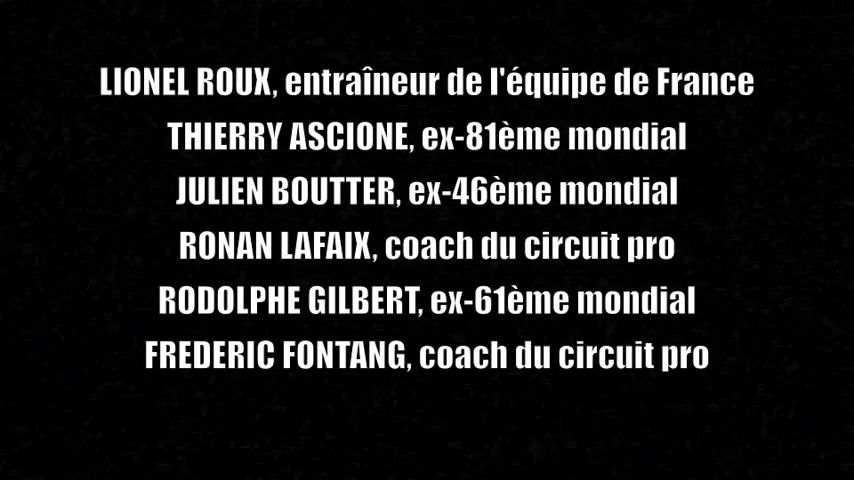 LIONEL ROUX, entraîneur de l'équipe de France
THIERRY ASCIONE, ex-81ème mondial
JULIEN BOUTTER, ex-46ème mondial
RONAN LAFAIX, coach du circuit pro
RODOLPHE GILBERT, ex-61ème mondial
FREDERIC FONTANG, coach du circuit pro